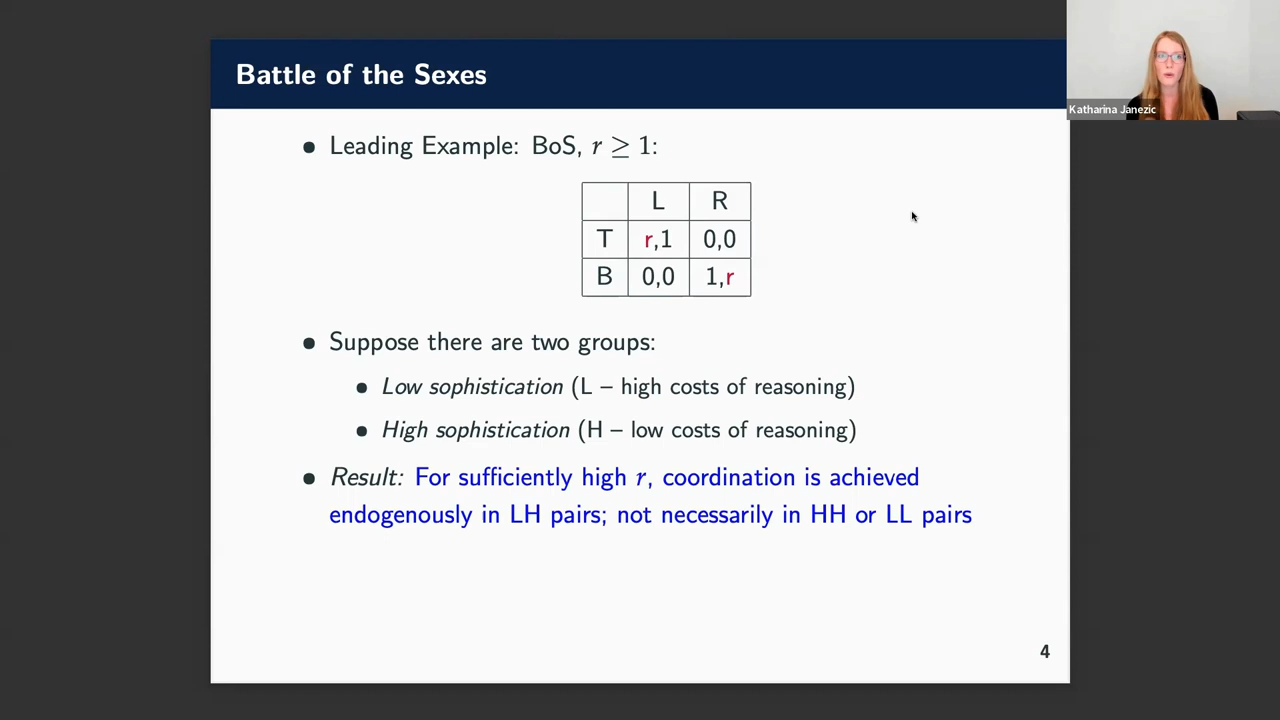 Battle of the Sexes
Katharina Janezic
• Leading Example: BoS, r ≥ 1:
L R
T r,1 0,0
B 0,0 1,r
• Suppose there are two groups:
• Low sophistication (L – high costs of reasoning)
• High sophistication (H – low costs of reasoning)
• Result: For sufficiently high r, coordination is achieved
endogenously in LH pairs; not necessarily in HH or LL pairs
4